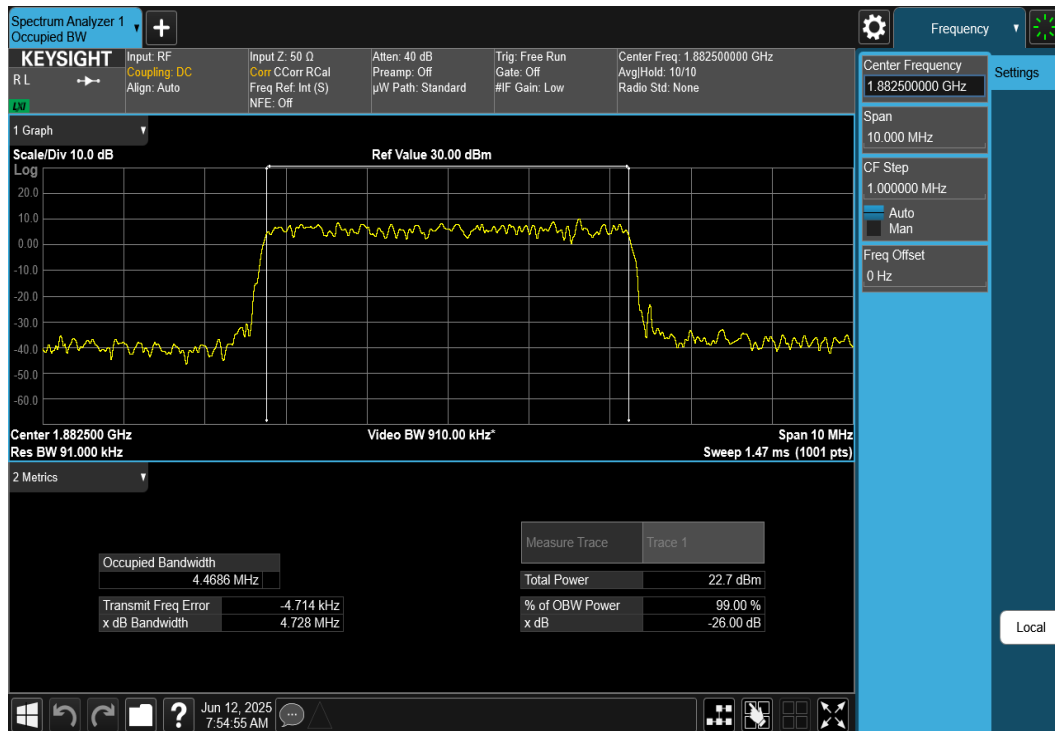 Spectrum Analyzer 1
Occupied BW
Frequency
KEYSIGHT
R L
LXI
Input: RF
Coupling: DC
Align: Auto
Input Z: 50 Ω
Corr CCorr RCal
Freq Ref: Int (S)
NFE: Off
Atten: 40 dB
Preamp: Off
µW Path: Standard
Trig: Free Run
Gate: Off
#IF Gain: Low
Center Freq: 1.882500000 GHz
Avg|Hold: 10/10
Radio Std: None
Center Frequency
1.882500000 GHz
Settings
Span
10.000 MHz
CF Step
1.000000 MHz
Auto
Man
Freq Offset
0 Hz
1 Graph
Scale/Div 10.0 dB
Ref Value 30.00 dBm
Log
20.0
10.0
0.00
-10.0
-20.0
-30.0
-40.0
-50.0
-60.0
Center 1.882500 GHz
Video BW 910.00 kHz*
Span 10 MHz
Res BW 91.000 kHz
Sweep 1.47 ms (1001 pts)
2 Metrics
Measure Trace
Trace 1
Occupied Bandwidth
4.4686 MHz
Total Power
22.7 dBm
Transmit Freq Error
-4.714 kHz
% of OBW Power
99.00 %
x dB Bandwidth
4.728 MHz
x dB
-26.00 dB
Local
Jun 12, 2025
7:54:55 AM